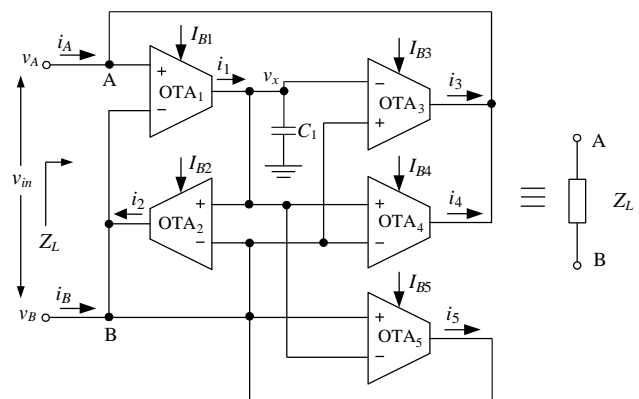 i_A
I_B1
i_1
v_x
I_B3
i_3
v_A
A
+
−
OTA_1
C_1
−
+
OTA_3
v_in
Z_L
I_B2
i_2
OTA_2
+
−
I_B4
+
−
OTA_4
i_4
≡
A
Z_L
B
i_B
v_B
B
I_B5
+
−
OTA_5
i_5